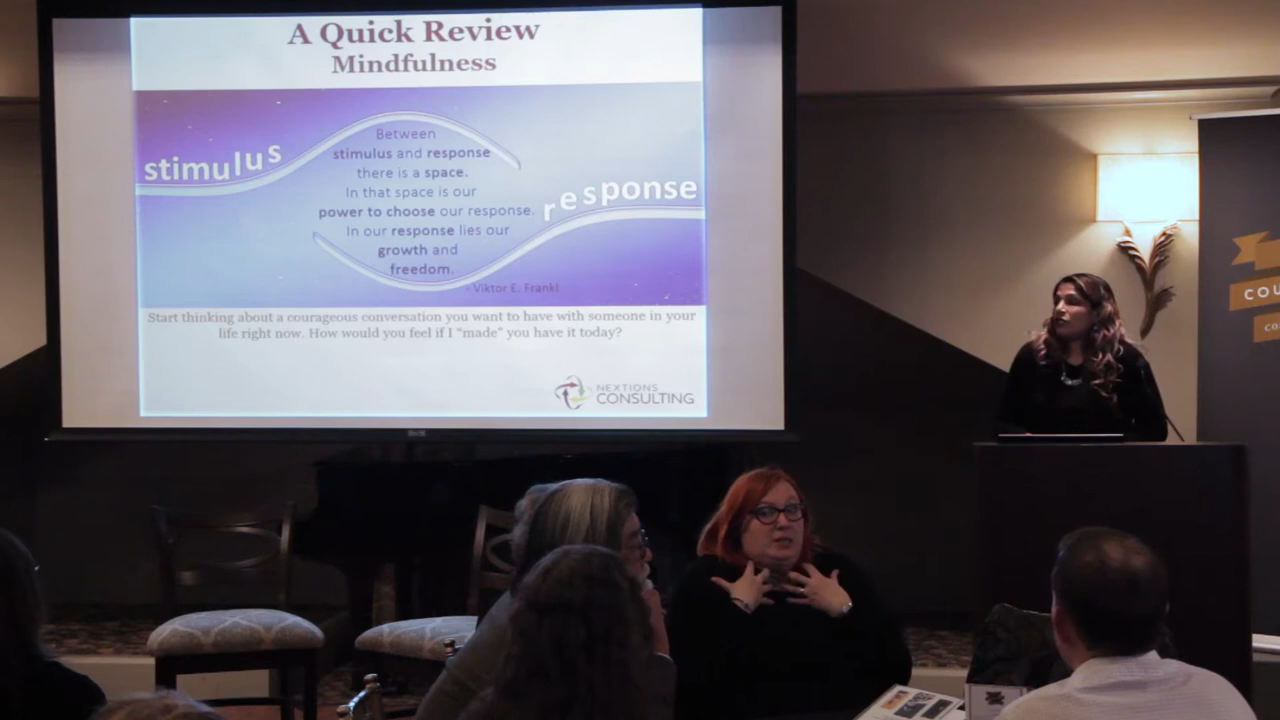 A Quick Review
Mindfulness
stimulus
Between
stimulus and response
there is a space.
In that space is our
power to choose our response.
In our response lies our
growth and
freedom.
- Viktor E. Frankl
response
Start thinking about a courageous conversation you want to have with someone in your
life right now. How would you feel if I “made” you have it today?
NEXTIONS
CONSULTING
COU
CO